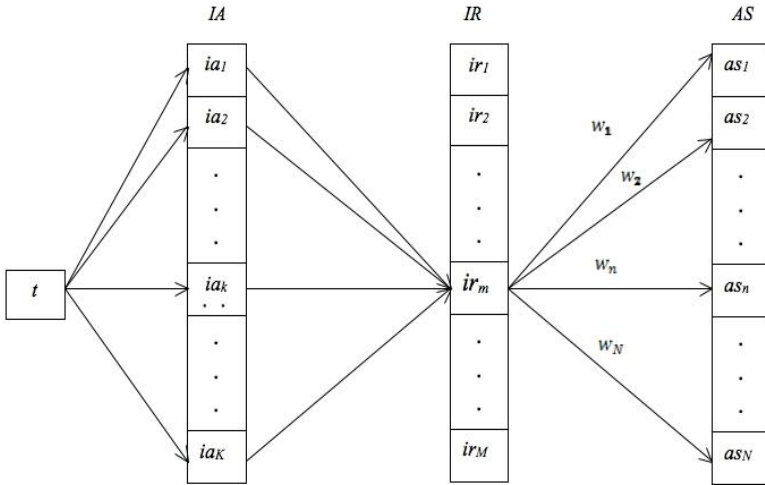 IA IR AS
ia1 ir1 as1
ia2 ir2 as2
w1
w2
t iak irm wn asn
wN
iaK irM asN